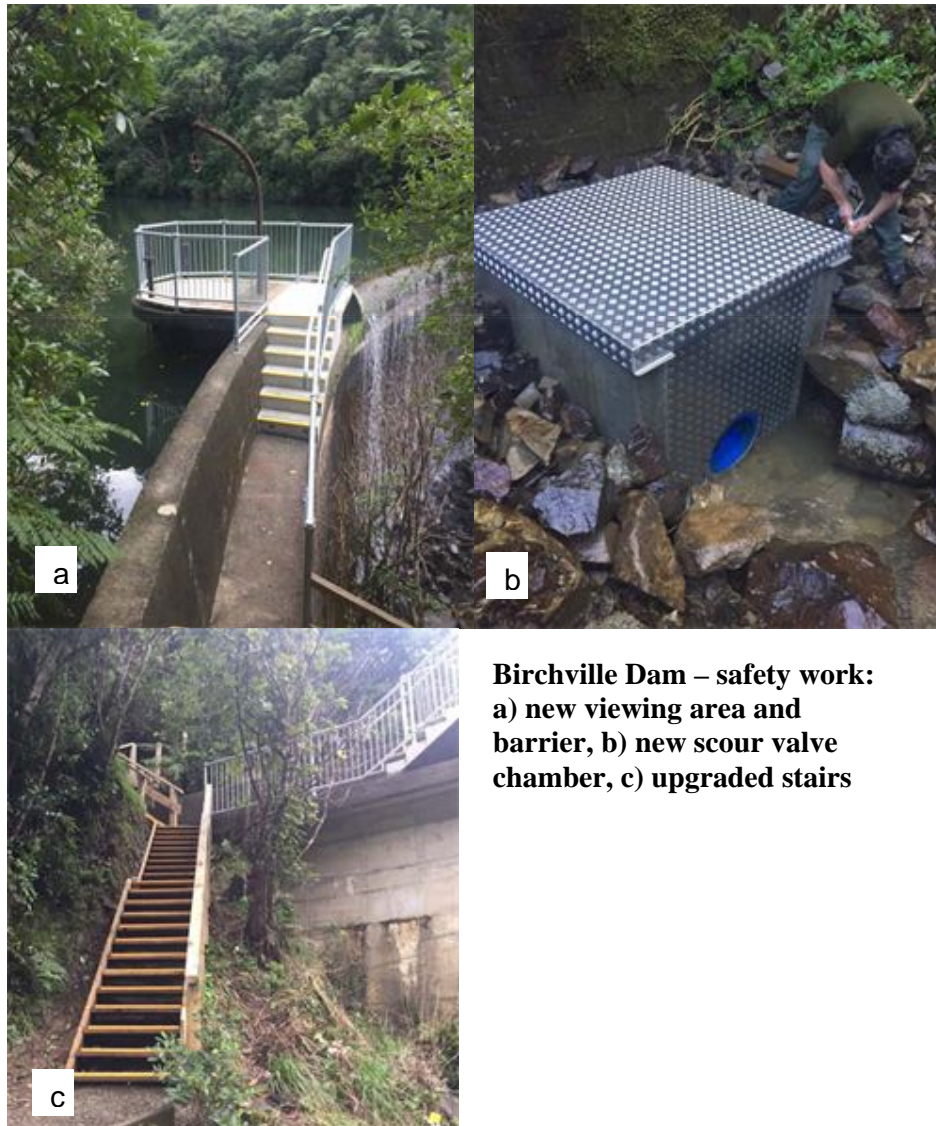 a
b
Birchville Dam – safety work:
a) new viewing area and
barrier, b) new scour valve
chamber, c) upgraded stairs
c